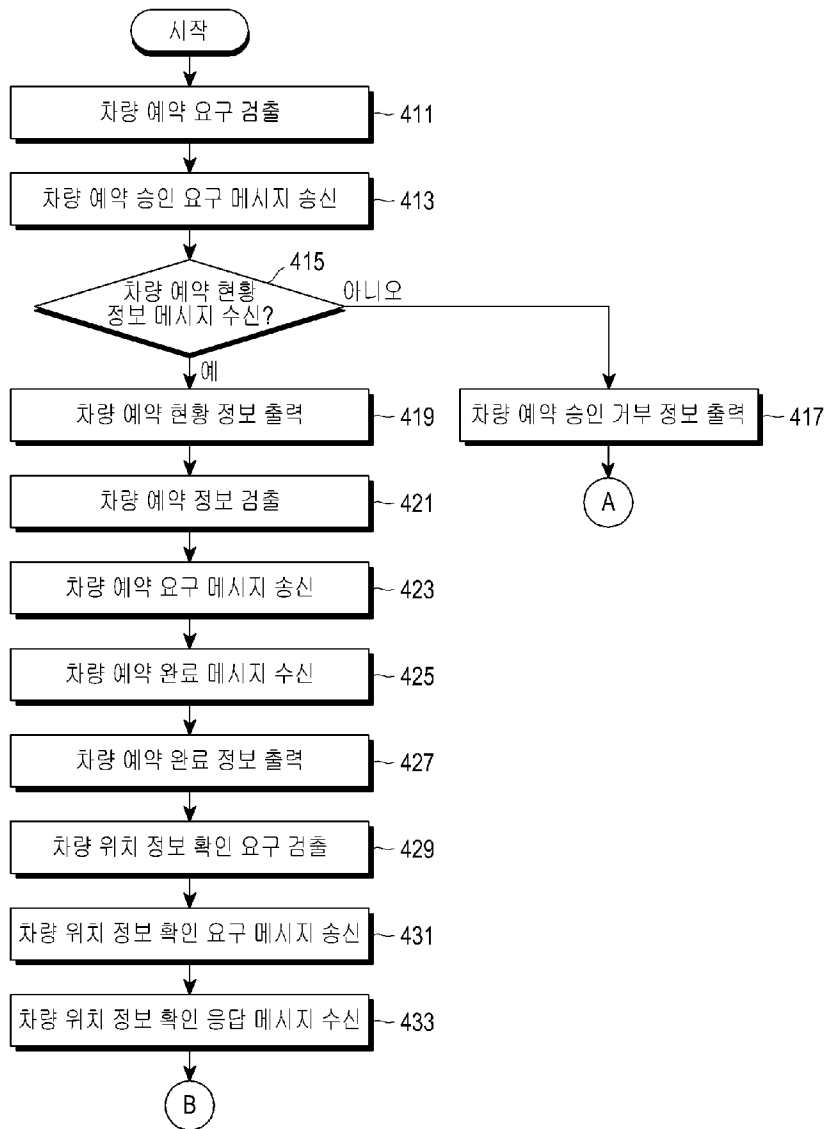 시작
차량 예약 요구 검출
411
차량 예약 승인 요구 메시지 송신
413
415
차량 예약 현황
정보 메시지 수신?
아니오
예
차량 예약 현황 정보 출력
419
차량 예약 승인 거부 정보 출력
417
차량 예약 정보 검출
421
A
차량 예약 요구 메시지 송신
423
차량 예약 완료 메시지 수신
425
차량 예약 완료 정보 출력
427
차량 위치 정보 확인 요구 검출
429
차량 위치 정보 확인 요구 메시지 송신
431
차량 위치 정보 확인 응답 메시지 수신
433
B